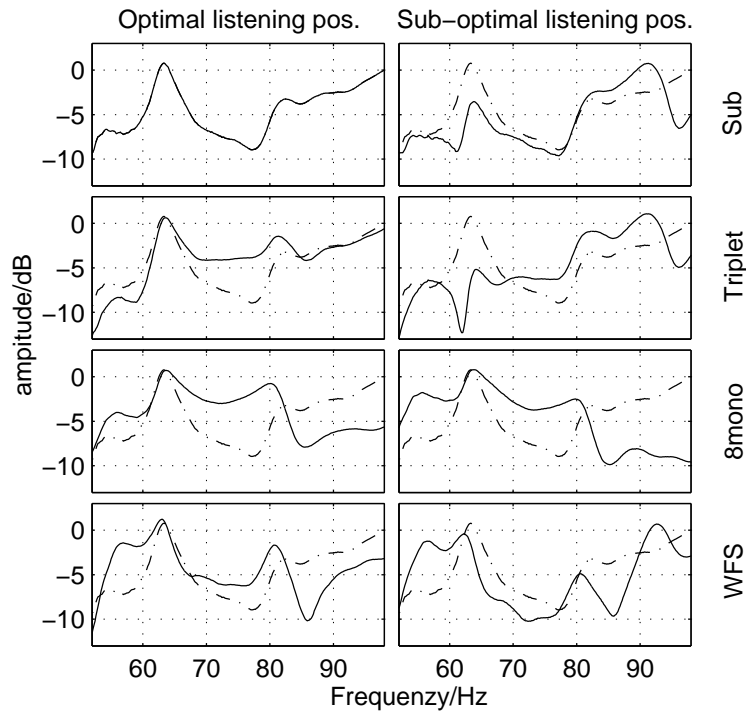 Optimal listening pos.
Sub−optimal listening pos.
0
−5
−10
Sub
0
−5
−10
Triplet
0
−5
−10
8mono
0
−5
−10
WFS
ampitude/dB
60 70 80 90
60 70 80 90
Frequenzy/Hz